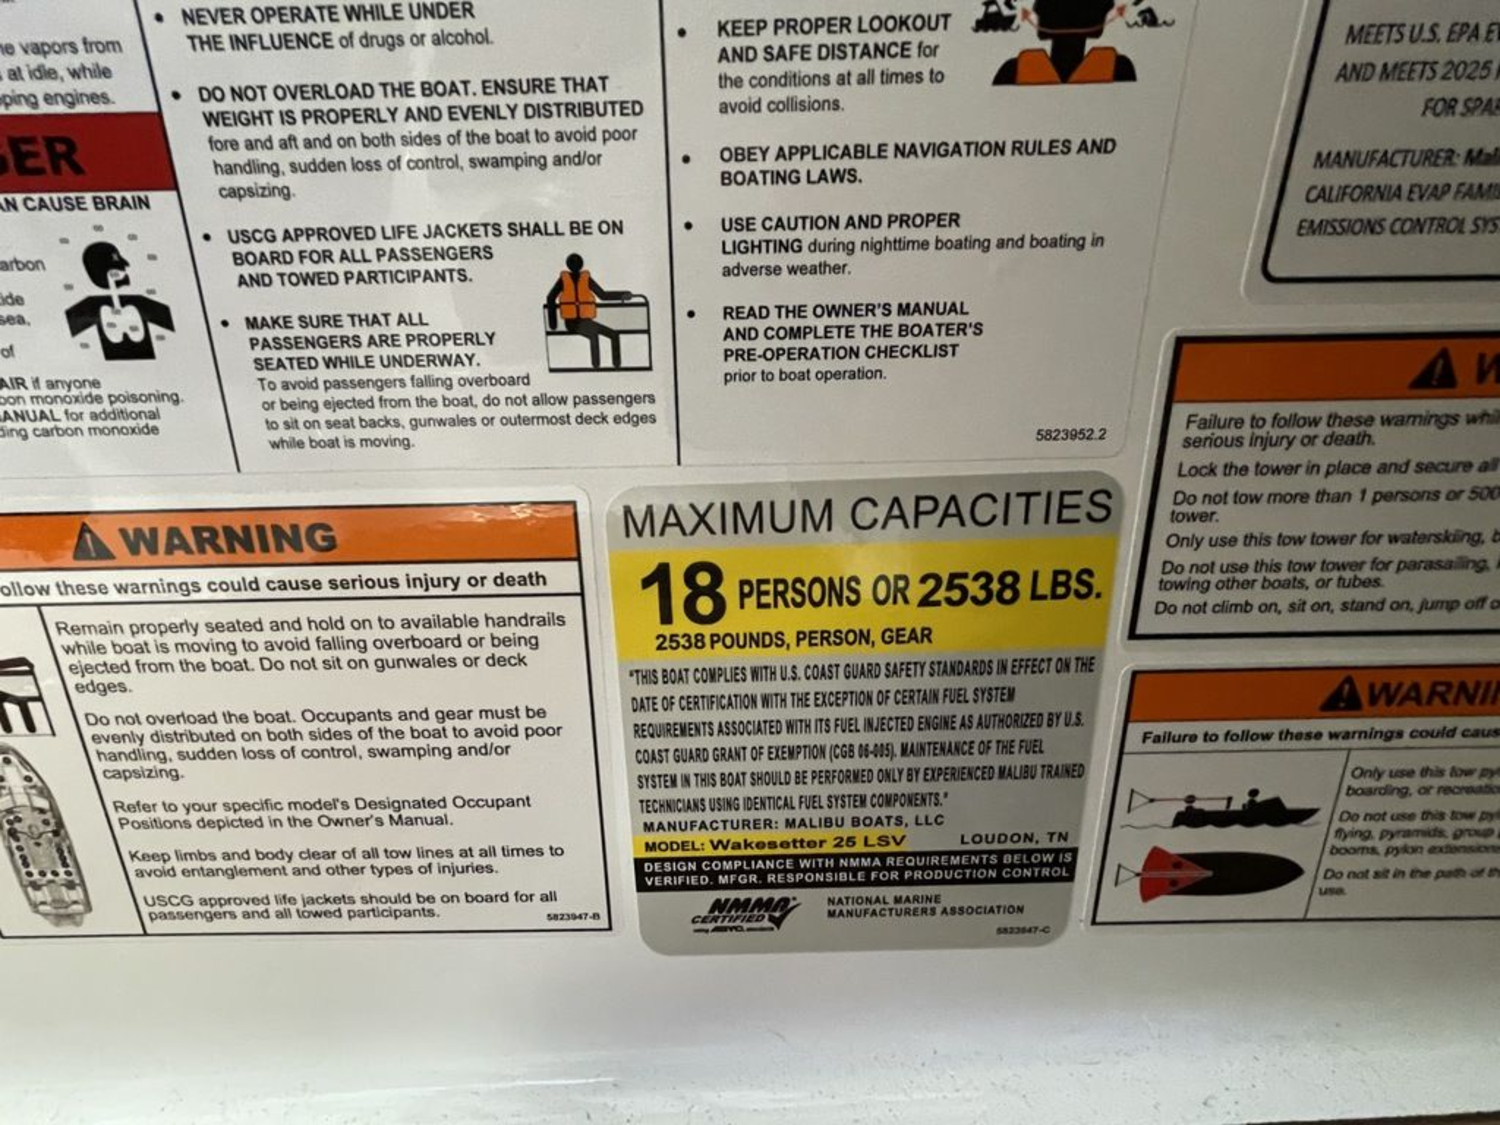 ne vapors from
at idle, while
ping engines.
GER
AN CAUSE BRAIN
arbon
ide
sea,
of
AIR if anyone
bon monoxide poisoning.
ANUAL for additional
ding carbon monoxide
• NEVER OPERATE WHILE UNDER
THE INFLUENCE of drugs or alcohol.
• DO NOT OVERLOAD THE BOAT. ENSURE THAT
WEIGHT IS PROPERLY AND EVENLY DISTRIBUTED
fore and aft and on both sides of the boat to avoid poor
handling, sudden loss of control, swamping and/or
capsizing.
• USCG APPROVED LIFE JACKETS SHALL BE ON
BOARD FOR ALL PASSENGERS
AND TOWED PARTICIPANTS.
• MAKE SURE THAT ALL
PASSENGERS ARE PROPERLY
SEATED WHILE UNDERWAY.
To avoid passengers falling overboard
or being ejected from the boat, do not allow passengers
to sit on seat backs, gunwales or outermost deck edges
while boat is moving.
• KEEP PROPER LOOKOUT
AND SAFE DISTANCE for
the conditions at all times to
avoid collisions.
• OBEY APPLICABLE NAVIGATION RULES AND
BOATING LAWS.
• USE CAUTION AND PROPER
LIGHTING during nighttime boating and boating in
adverse weather.
• READ THE OWNER'S MANUAL
AND COMPLETE THE BOATER'S
PRE-OPERATION CHECKLIST
prior to boat operation.
5823952.2
MEETS U.S. EPA E
AND MEETS 2025
FOR SPA
MANUFACTURER: Mali
CALIFORNIA EVAP FAMI
EMISSIONS CONTROL SYS
W
Failure to follow these warnings whil
serious injury or death.
Lock the tower in place and secure all
Do not tow more than 1 persons or 500
tower.
Only use this tow tower for waterskiing,
Do not use this tow tower for parasailing,
towing other boats, or tubes.
Do not climb on, sit on, stand on, jump off o
WARNING
ollow these warnings could cause serious injury or death
Remain properly seated and hold on to available handrails
while boat is moving to avoid falling overboard or being
ejected from the boat. Do not sit on gunwales or deck
edges.
Do not overload the boat. Occupants and gear must be
evenly distributed on both sides of the boat to avoid poor
handling, sudden loss of control, swamping and/or
capsizing.
Refer to your specific model's Designated Occupant
Positions depicted in the Owner's Manual.
Keep limbs and body clear of all tow lines at all times to
avoid entanglement and other types of injuries.
USCG approved life jackets should be on board for all
passengers and all towed participants.
5823947-B
MAXIMUM CAPACITIES
18 PERSONS OR 2538 LBS.
2538 POUNDS, PERSON, GEAR
"THIS BOAT COMPLIES WITH U.S. COAST GUARD SAFETY STANDARDS IN EFFECT ON THE
DATE OF CERTIFICATION WITH THE EXCEPTION OF CERTAIN FUEL SYSTEM
REQUIREMENTS ASSOCIATED WITH ITS FUEL INJECTED ENGINE AS AUTHORIZED BY U.S.
COAST GUARD GRANT OF EXEMPTION (CGB 06-005). MAINTENANCE OF THE FUEL
SYSTEM IN THIS BOAT SHOULD BE PERFORMED ONLY BY EXPERIENCED MALIBU TRAINED
TECHNICIANS USING IDENTICAL FUEL SYSTEM COMPONENTS."
MANUFACTURER: MALIBU BOATS, LLC
MODEL: Wakesetter 25 LSV LOUDON, TN
DESIGN COMPLIANCE WITH NMMA REQUIREMENTS BELOW IS
VERIFIED. MFGR. RESPONSIBLE FOR PRODUCTION CONTROL
NMMA
CERTIFIED
NATIONAL MARINE
MANUFACTURERS ASSOCIATION
5823947-C
WARNIN
Failure to follow these warnings could caus
Only use this tow py
boarding, or recreatio
Do not use this tow py
flying, pyramids, group
booms, pylon extension
Do not sit in the path of th
use.